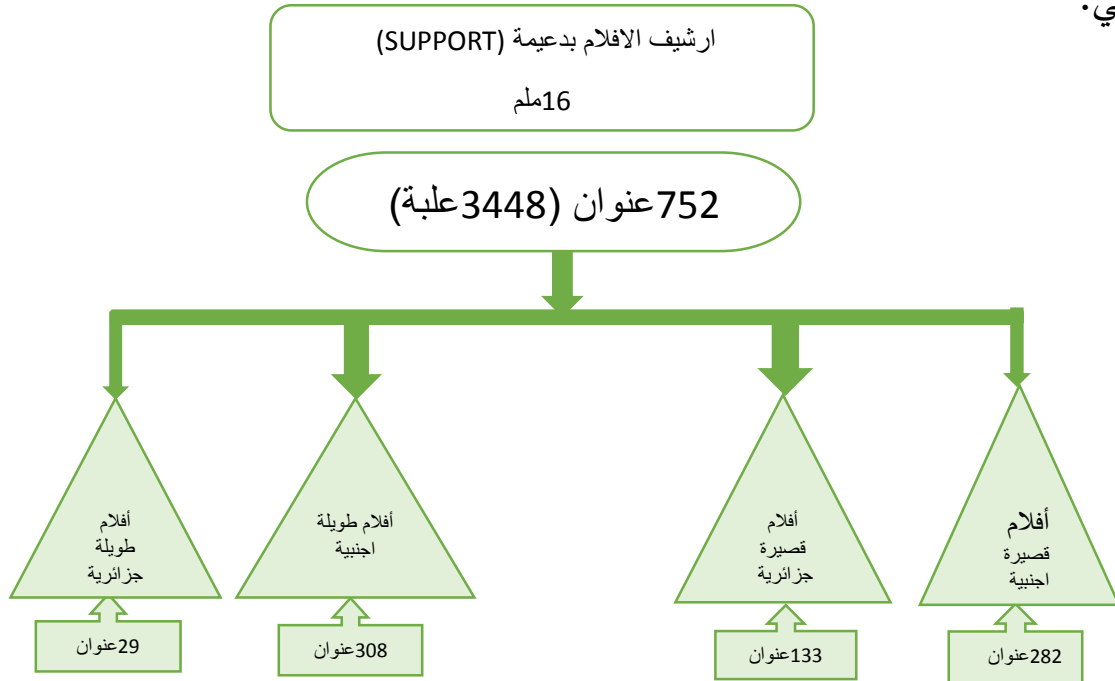 ي:
ارشيف الافلام بدعيمة (SUPPORT)
16ملم
752عنوان (3448علبة)
أفلام
قصيرة
اجنبية
أفلام
قصيرة
جزائرية
أفلام طويلة
اجنبية
أفلام
طويلة
جزائرية
282عنوان
133عنوان
308عنوان
29عنوان